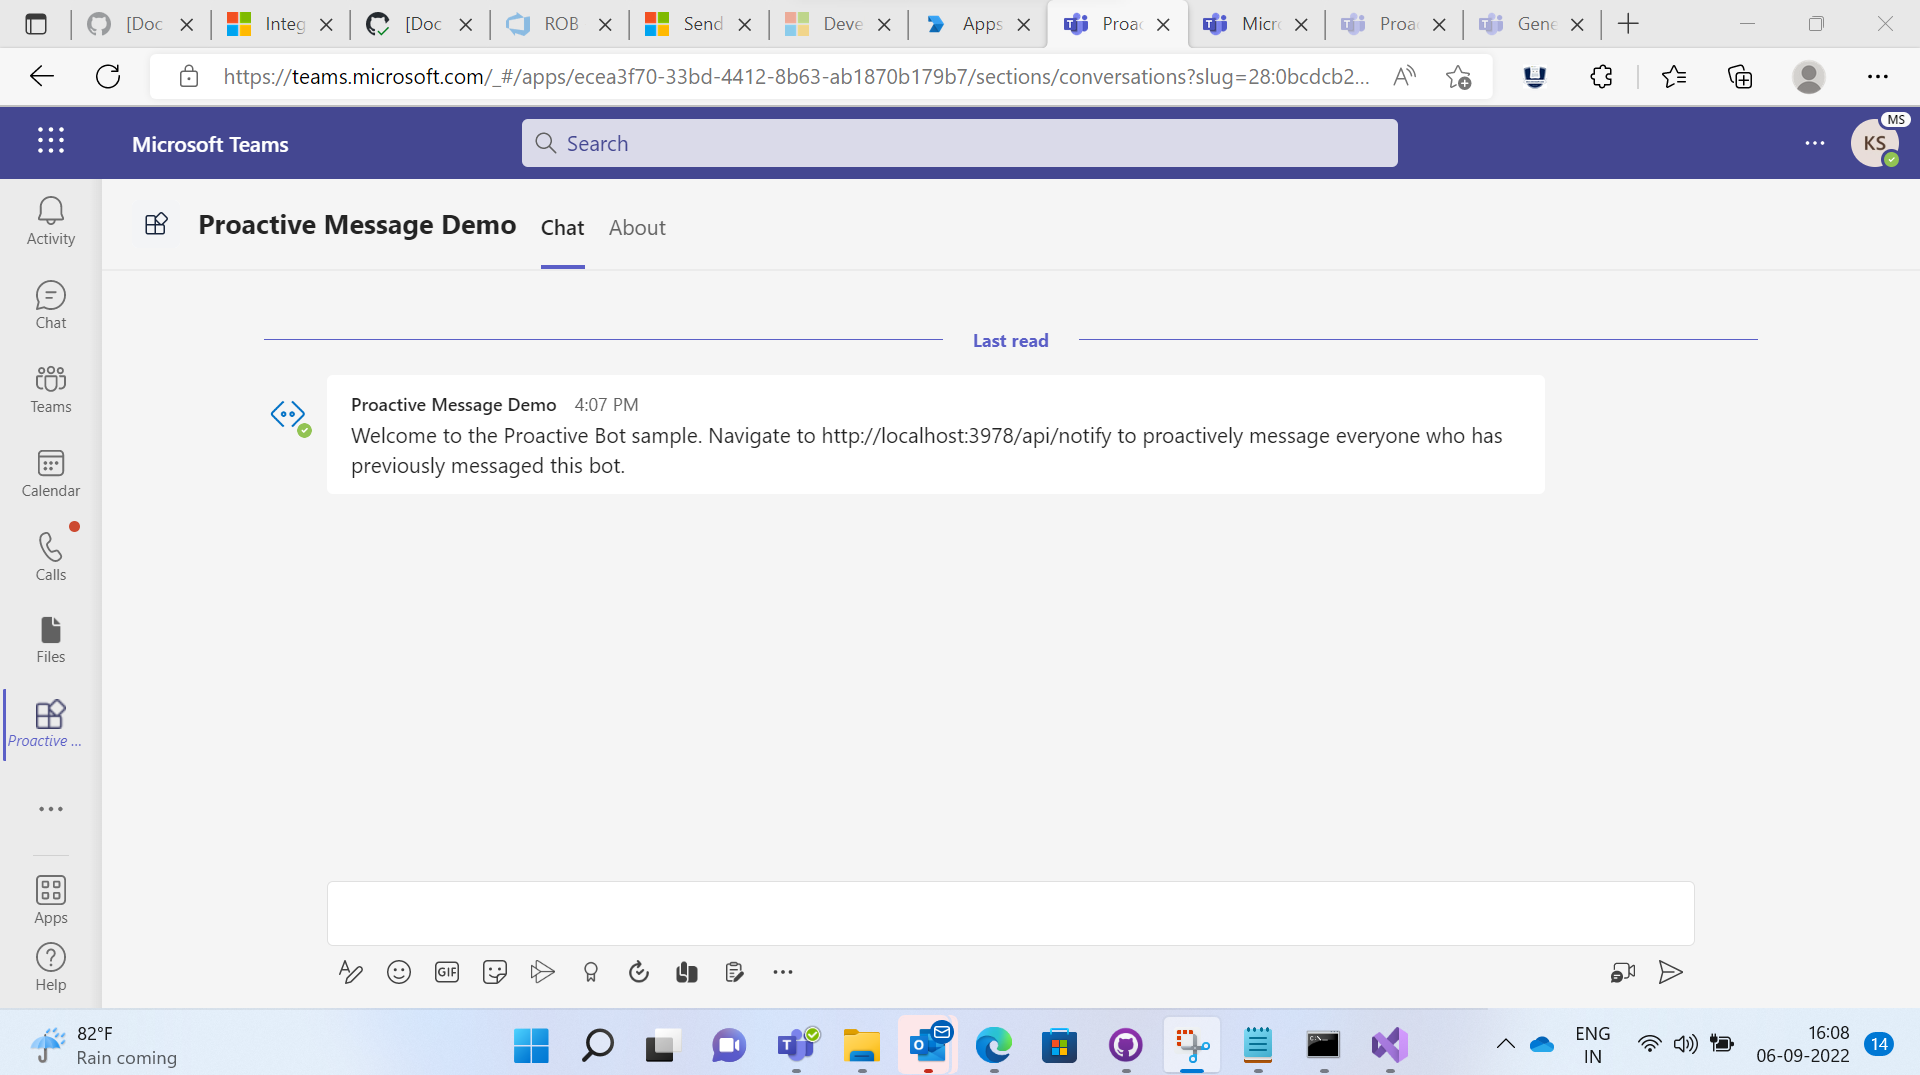 [Doc
Integ
[Doc
ROB
Send
Deve
Apps
Proac
Micro
Proac
Gene
https://teams.microsoft.com/_#/apps/ecea3f70-33bd-4412-8b63-ab1870b179b7/sections/conversations?slug=28:0bcdcb2...
Microsoft Teams
Search
MS
KS
Activity
Chat
Teams
Calendar
Calls
Files
Proactive ...
Apps
Help
Proactive Message Demo
Chat
About
Last read
Proactive Message Demo 4:07 PM
Welcome to the Proactive Bot sample. Navigate to http://localhost:3978/api/notify to proactively message everyone who has
previously messaged this bot.
GIF
82°F
Rain coming
ENG
IN
16:08
06-09-2022
14